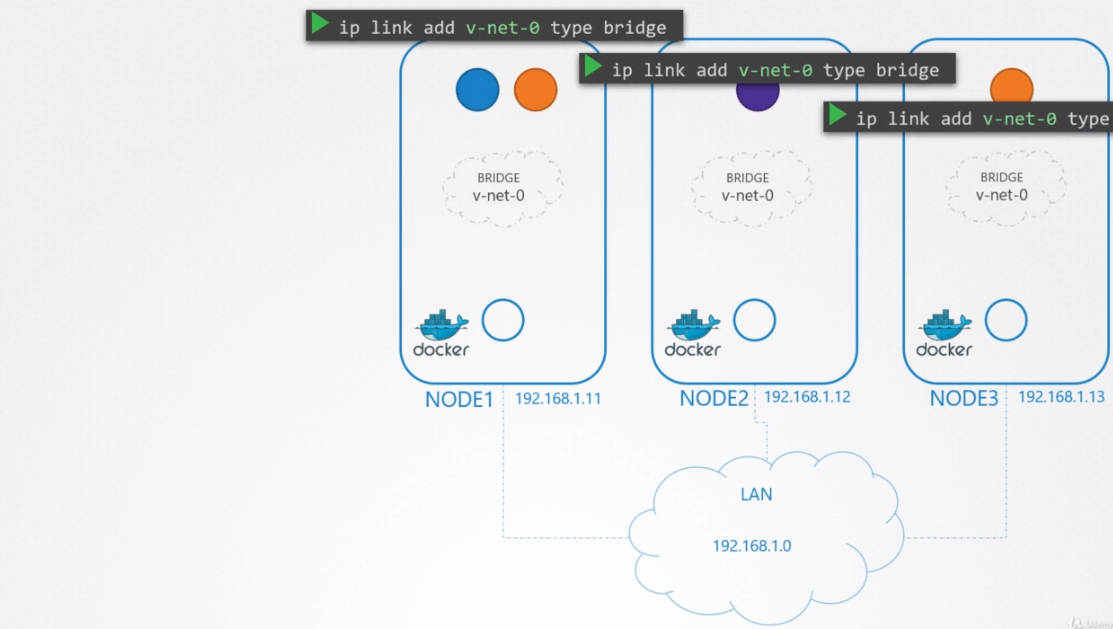 ip link add v-net-0 type bridge
ip link add v-net-0 type bridge
ip link add v-net-0 type
BRIDGE
v-net-0
BRIDGE
v-net-0
BRIDGE
v-net-0
docker
docker
docker
NODE1 192.168.1.11
NODE2 192.168.1.12
NODE3 192.168.1.13
LAN
192.168.1.0
Udemy